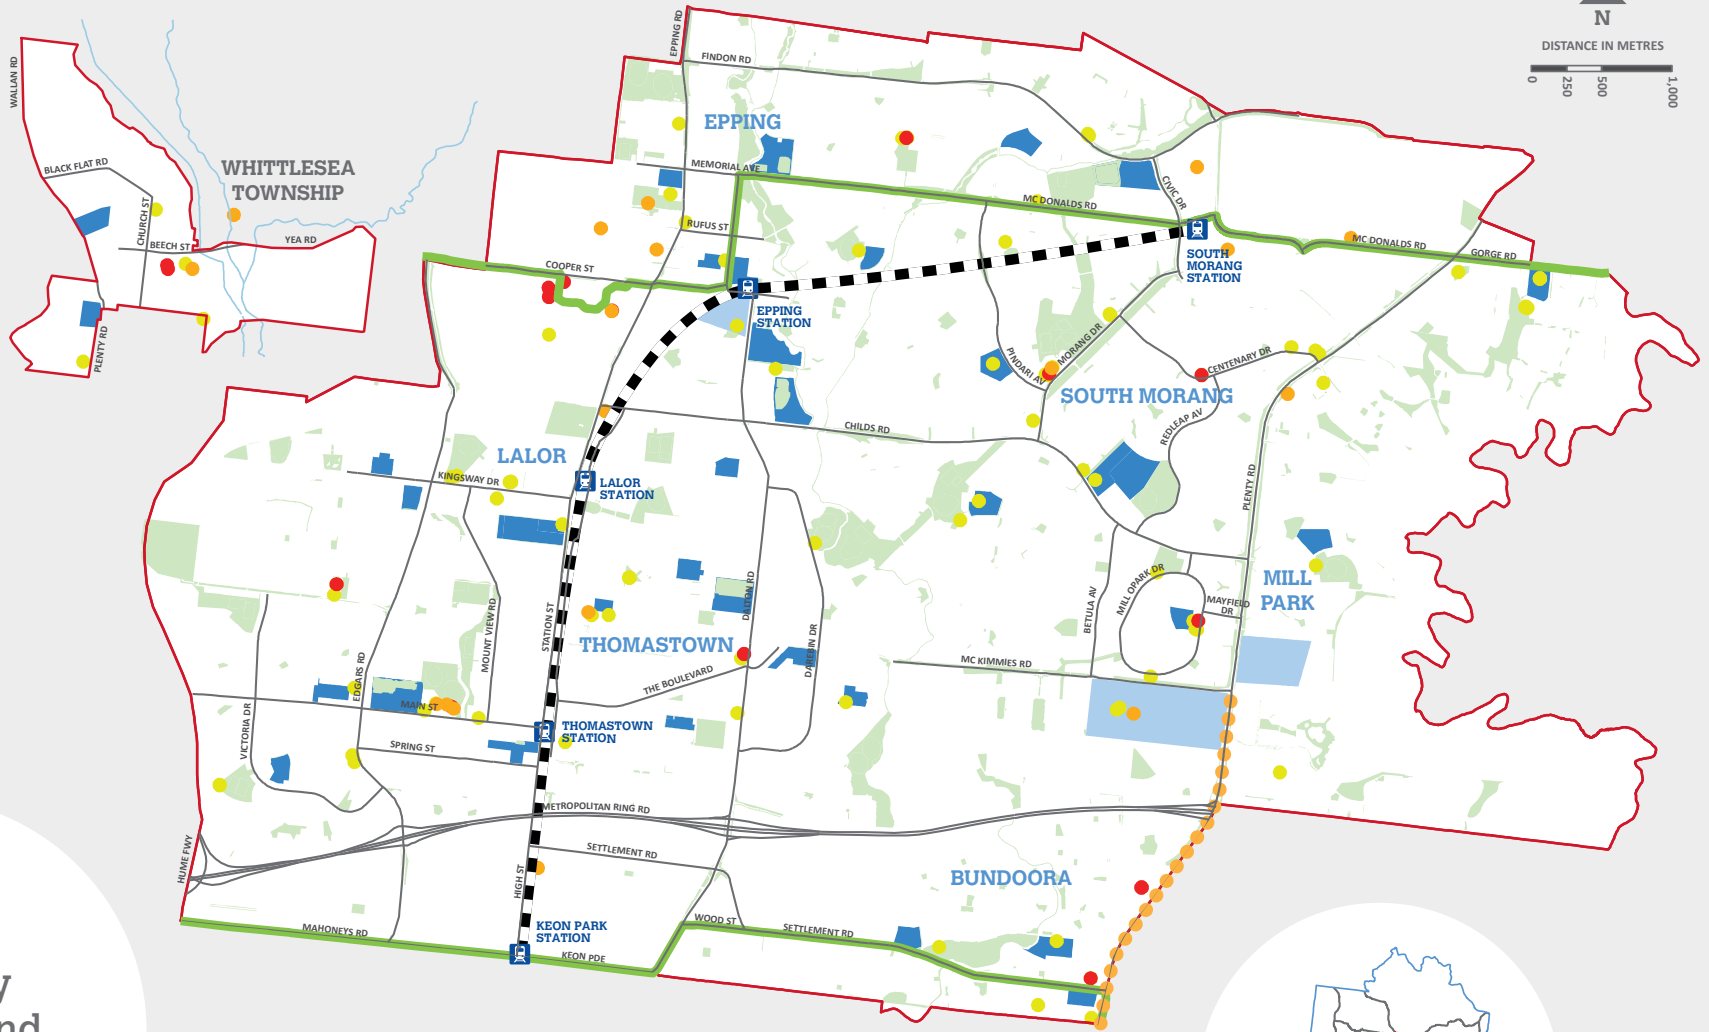 N
DISTANCE IN METRES
0
250
500
1,000
WALLAN RD
BLACK FLAT RD
CHURCH ST
BEECH ST
YEA RD
PLENTY RD
WHITTLESEA
TOWNSHIP
EPPING RD
FINDON RD
EPPING
MEMORIAL AVE
RUFUS ST
COOPER ST
MC DONALDS RD
CIVIC DR
SOUTH
MORANG
STATION
MC DONALDS RD
GORGE RD
EPPING
STATION
PINDARI AV
MORANG DR
CENTENARY DR
SOUTH MORANG
REDLEAP AV
CHILDS RD
LALOR
KINGSWAY DR
LALOR
STATION
PLENTY RD
MILL
PARK
MILL OPARK DR
MAYFIELD
DR
BETULA AV
MC KIMMIES RD
STATION ST
DALTON RD
DAREBIN DR
THOMASTOWN
THE BOULEVARD
MOUNT VIEW RD
EDGARS RD
MAIN ST
VICTORIA DR
THOMASTOWN
STATION
SPRING ST
METROPOLITAN RING RD
HUME FWY
SETTLEMENT RD
HIGH ST
BUNDOORA
KEON PARK
STATION
MAHONEYS RD
KEON PDE
WOOD ST
SETTLEMENT RD
y
nd